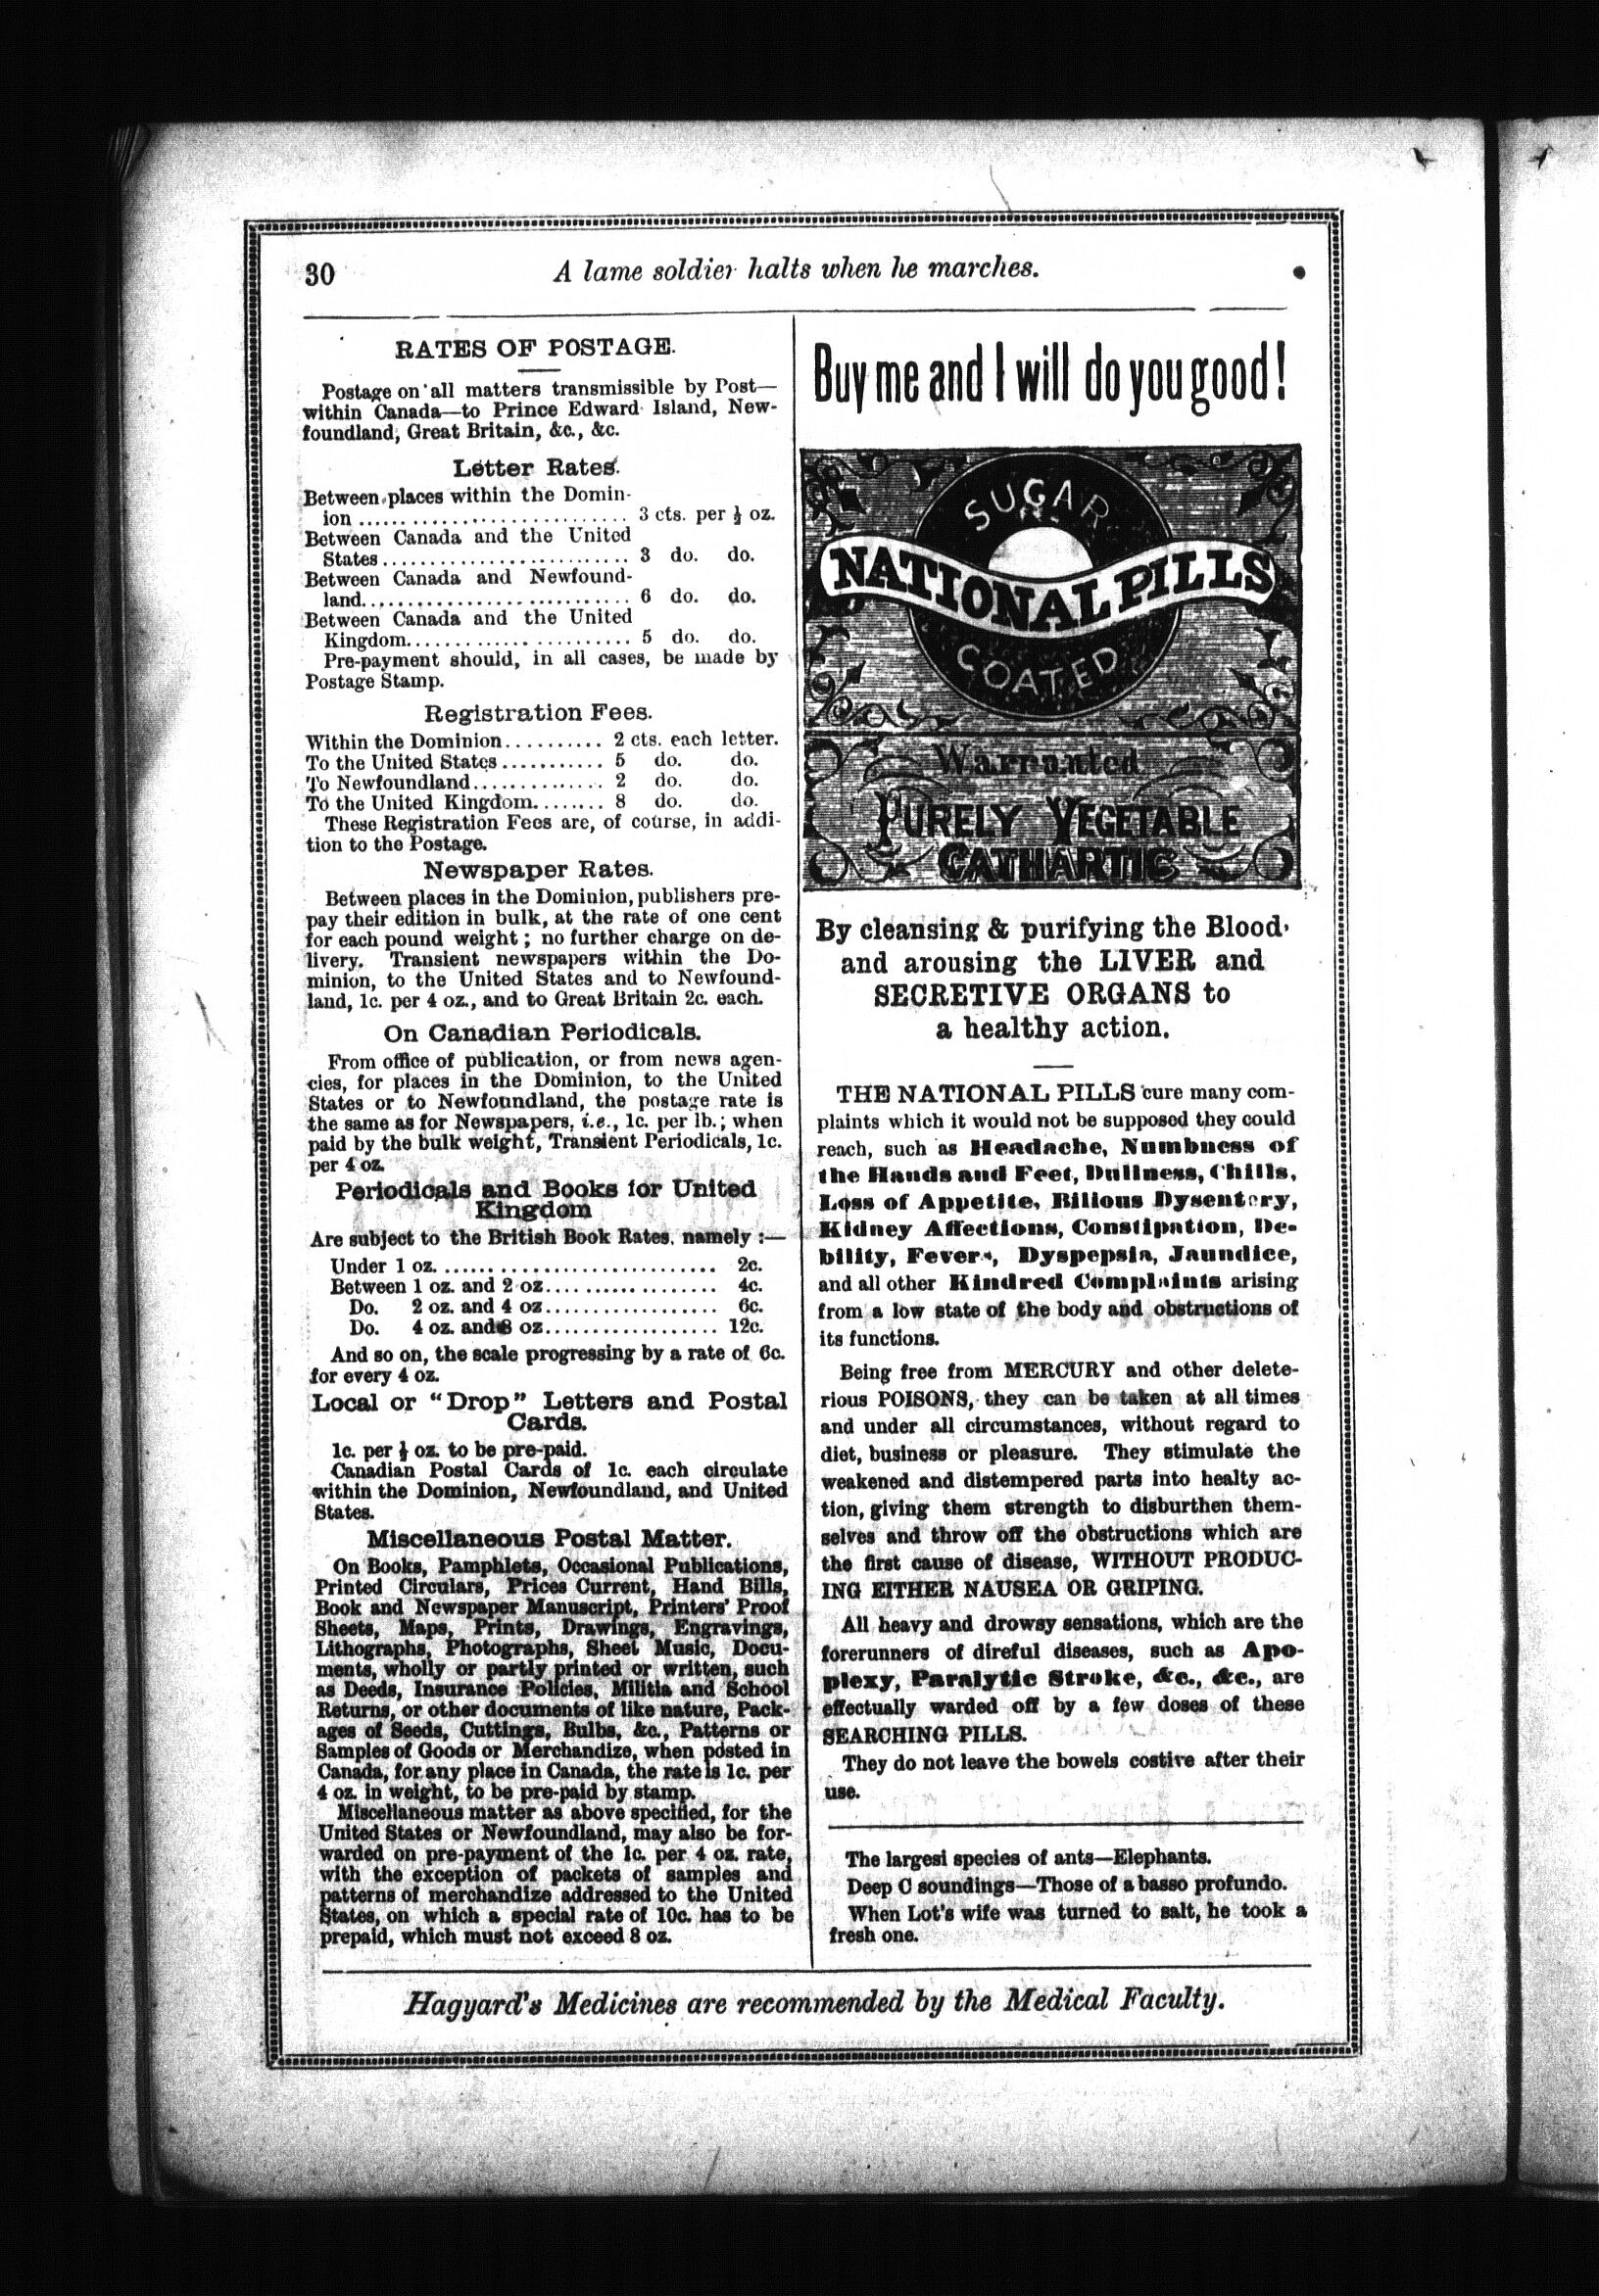 30
A lame soldier halts when he marches.
RATES OF POSTAGE.
Postage on all matters transmissible by Post—
within Canada—to Prince Edward Island, New-
foundland, Great Britain, &c., &c.
Letter Rates.
Between places within the Domin-
ion ............................ 3 cts. per ½ oz.
Between Canada and the United
States.......................... 3 do. do.
Between Canada and Newfound-
land............................ 6 do. do.
Between Canada and the United
Kingdom........................ 5 do. do.
Pre-payment should, in all cases, be made by
Postage Stamp.
Registration Fees.
Within the Dominion.......... 2 cts. each letter.
To the United States........... 5 do. do.
To Newfoundland.............. 2 do. do.
To the United Kingdom........ 8 do. do.
These Registration Fees are, of course, in addi-
tion to the Postage.
Newspaper Rates.
Between places in the Dominion, publishers pre-
pay their edition in bulk, at the rate of one cent
for each pound weight; no further charge on de-
livery. Transient newspapers within the Do-
minion, to the United States and to Newfound-
land, 1c. per 4 oz., and to Great Britain 2c. each.
On Canadian Periodicals.
From office of publication, or from news agen-
cies, for places in the Dominion, to the United
States or to Newfoundland, the postage rate is
the same as for Newspapers, i.e., 1c. per lb.; when
paid by the bulk weight, Transient Periodicals, 1c.
per 4 oz.
Periodicals and Books for United
Kingdom
Are subject to the British Book Rates, namely :—
Under 1 oz............................... 2c.
Between 1 oz. and 2 oz.................. 4c.
Do. 2 oz. and 4 oz.................. 6c.
Do. 4 oz. and 8 oz.................. 12c.
And so on, the scale progressing by a rate of 6c.
for every 4 oz.
Local or "Drop" Letters and Postal
Cards.
1c. per ½ oz. to be pre-paid.
Canadian Postal Cards of 1c. each circulate
within the Dominion, Newfoundland, and United
States.
Miscellaneous Postal Matter.
On Books, Pamphlets, Occasional Publications,
Printed Circulars, Prices Current, Hand Bills,
Book and Newspaper Manuscript, Printers' Proof
Sheets, Maps, Prints, Drawings, Engravings,
Lithographs, Photographs, Sheet Music, Docu-
ments, wholly or partly printed or written, such
as Deeds, Insurance Policies, Militia and School
Returns, or other documents of like nature, Pack-
ages of Seeds, Cuttings, Bulbs, &c., Patterns or
Samples of Goods or Merchandize, when posted in
Canada, for any place in Canada, the rate is 1c. per
4 oz. in weight, to be pre-paid by stamp.
Miscellaneous matter as above specified, for the
United States or Newfoundland, may also be for-
warded on pre-payment of the 1c. per 4 oz. rate,
with the exception of packets of samples and
patterns of merchandize addressed to the United
States, on which a special rate of 10c. has to be
prepaid, which must not exceed 8 oz.
Buy me and I will do you good!
SUGAR
NATIONAL PILLS
COATED
Warranted
PURELY VEGETABLE
CATHARTIC
By cleansing & purifying the Blood,
and arousing the LIVER and
SECRETIVE ORGANS to
a healthy action.
THE NATIONAL PILLS cure many com-
plaints which it would not be supposed they could
reach, such as Headache, Numbness of
the Hands and Feet, Dullness, Chills,
Loss of Appetite, Bilious Dysentery,
Kidney Affections, Constipation, De-
bility, Fevers, Dyspepsia, Jaundice,
and all other Kindred Complaints arising
from a low state of the body and obstructions of
its functions.
Being free from MERCURY and other delete-
rious POISONS, they can be taken at all times
and under all circumstances, without regard to
diet, business or pleasure. They stimulate the
weakened and distempered parts into healty ac-
tion, giving them strength to disburthen them-
selves and throw off the obstructions which are
the first cause of disease, WITHOUT PRODUC-
ING EITHER NAUSEA OR GRIPING.
All heavy and drowsy sensations, which are the
forerunners of direful diseases, such as Apo-
plexy, Paralytic Stroke, &c., &c., are
effectually warded off by a few doses of these
SEARCHING PILLS.
They do not leave the bowels costive after their
use.
The largest species of ants—Elephants.
Deep C soundings—Those of a basso profundo.
When Lot's wife was turned to salt, he took a
fresh one.
Hagyard's Medicines are recommended by the Medical Faculty.